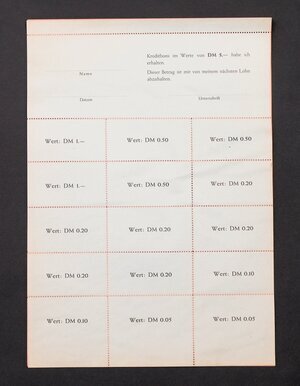 Kreditbons im Werte von DM 5.— habe ich
erhalten.
Name
Dieser Betrag ist mir von meinem nächsten Lohn
abzuhalten.
Datum
Unterschrift
Wert: DM 1.—
Wert: DM 0.50
Wert: DM 0.50
Wert: DM 1.—
Wert: DM 0.50
Wert: DM 0.20
Wert: DM 0.20
Wert: DM 0.20
Wert: DM 0.20
Wert: DM 0.20
Wert: DM 0.20
Wert: DM 0.10
Wert: DM 0.10
Wert: DM 0.05
Wert: DM 0.05